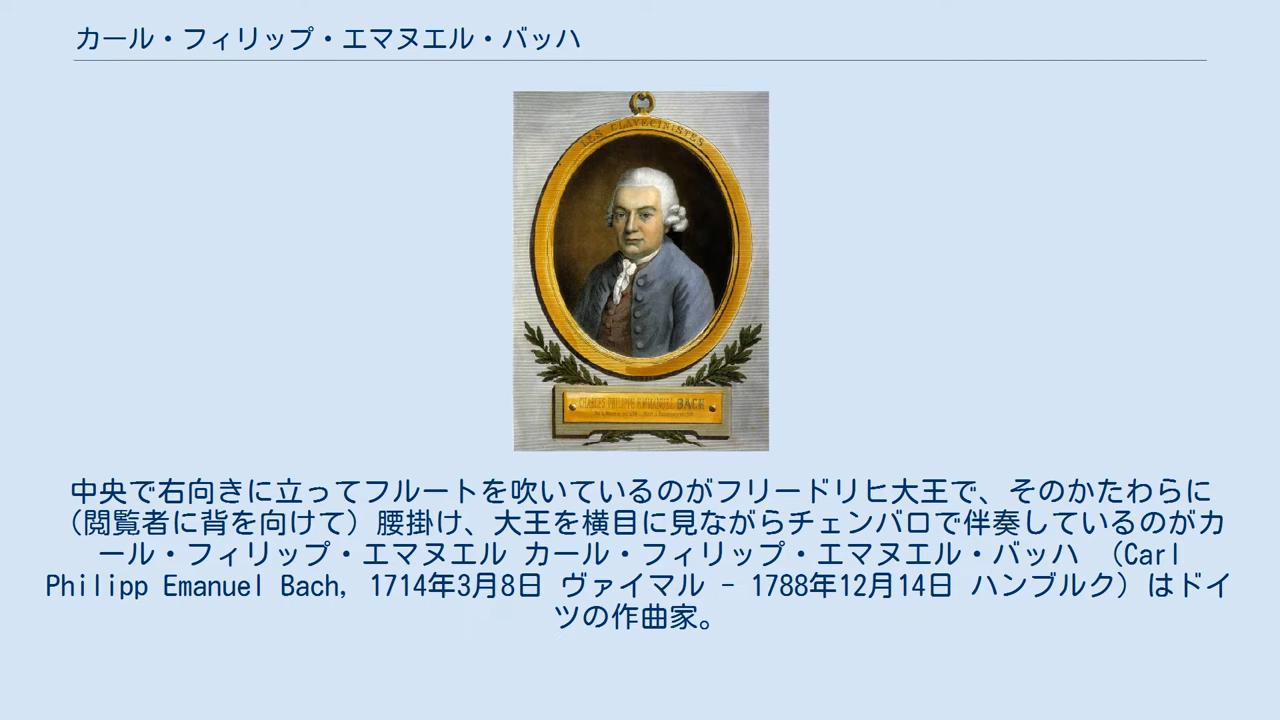 カール・フィリップ・エマヌエル・バッハ
LES CLAVECINISTES
CHARLES PHILIPPE EMMANUEL BACH
中央で右向きに立ってフルートを吹いているのがフリードリヒ大王で、そのかたわらに
（閲覧者に背を向けて）腰掛け、大王を横目に見ながらチェンバロで伴奏しているのがカ
ール・フィリップ・エマヌエル カール・フィリップ・エマヌエル・バッハ （Carl
Philipp Emanuel Bach, 1714年3月8日 ヴァイマル – 1788年12月14日 ハンブルク）はドイ
ツの作曲家。